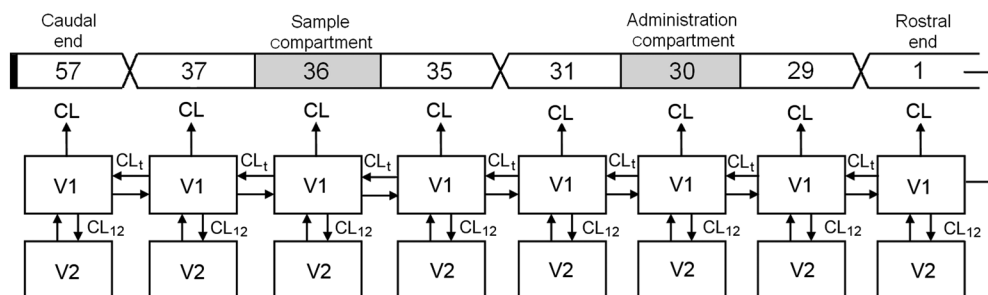 Caudal end
Sample compartment
Administration compartment
Rostral end
57 37 36 35 31 30 29 1
CL CL CL CL CL CL CL CL
CLt CLt CLt CLt CLt CLt CLt
V1 V1 V1 V1 V1 V1 V1 V1
CL12 CL12 CL12 CL12 CL12 CL12 CL12 CL12
V2 V2 V2 V2 V2 V2 V2 V2